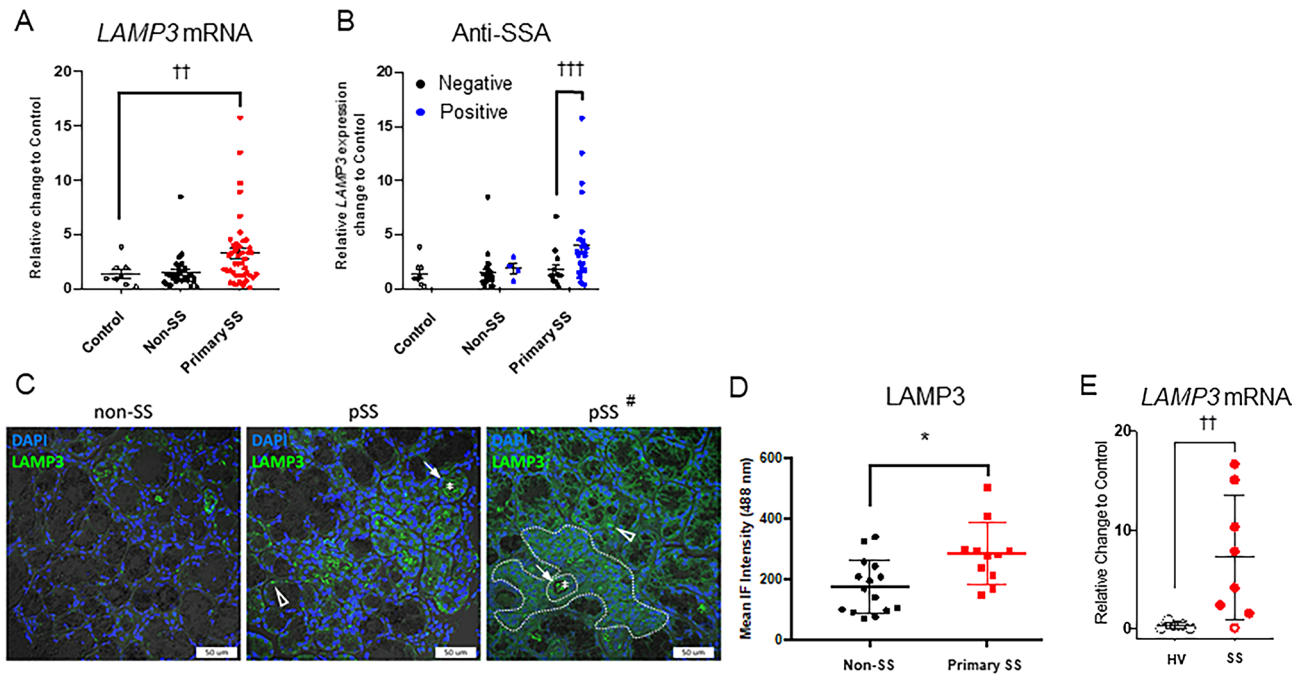 A
LAMP3 mRNA
Relative change to Control
20
15
10
5
0
††
Control
Non-SS
Primary SS
B
Anti-SSA
Relative LAMP3 expression
change to Control
20
15
10
5
0
Negative
Positive
†††
Control
Non-SS
Primary SS
C
non-SS
pSS
pSS #
DAPI
LAMP3
50 um
DAPI
LAMP3
*
50 um
DAPI
LAMP3
*
50 um
D
LAMP3
Mean IF Intensity (488 nm)
600
400
200
0
*
Non-SS
Primary SS
E
LAMP3 mRNA
Relative Change to Control
20
10
0
††
HV
SS